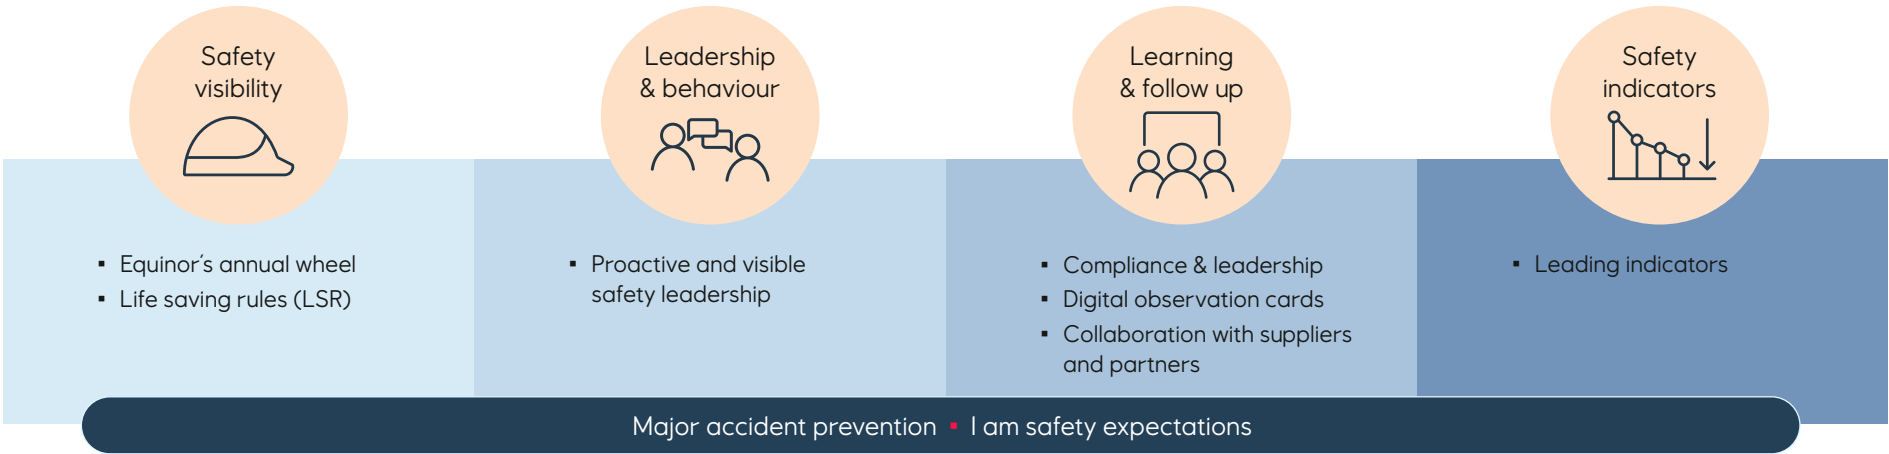 Safety
visibility
▪ Equinor´s annual wheel
▪ Life saving rules (LSR)
Leadership
& behaviour
▪ Proactive and visible
safety leadership
Learning
& follow up
▪ Compliance & leadership
▪ Digital observation cards
▪ Collaboration with suppliers
and partners
Safety
indicators
▪ Leading indicators
Major accident prevention ▪ I am safety expectations